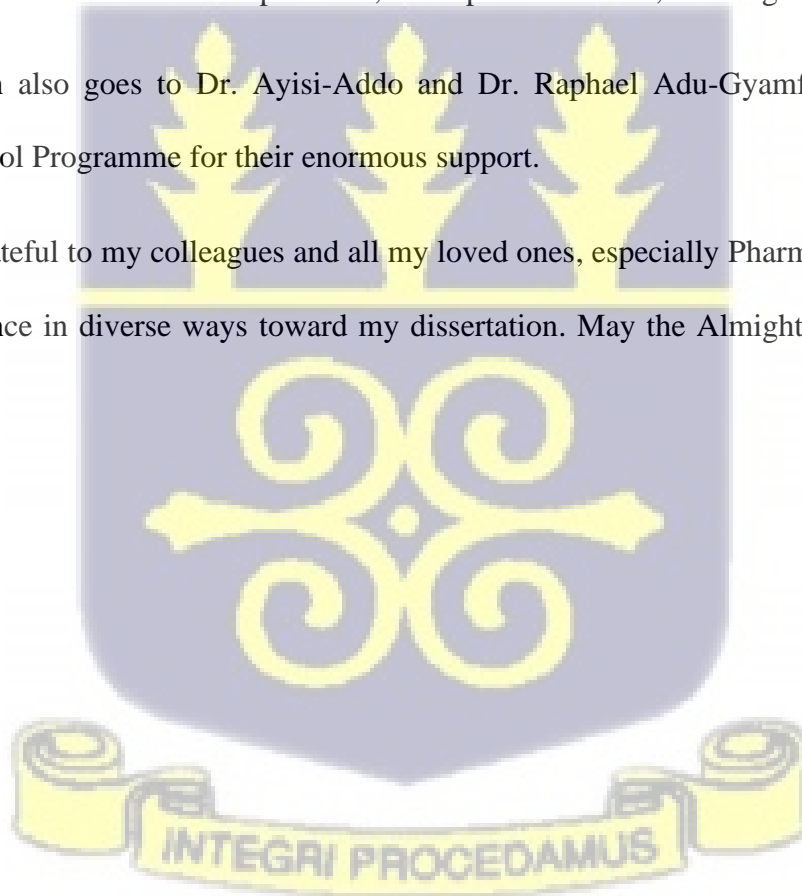 also goes to Dr. Ayisi-Addo and Dr. Raphael Adu-Gyamf
ol Programme for their enormous support.
ateful to my colleagues and all my loved ones, especially Pharm
nce in diverse ways toward my dissertation. May the Almight
INTEGRI PROCEDAMUS